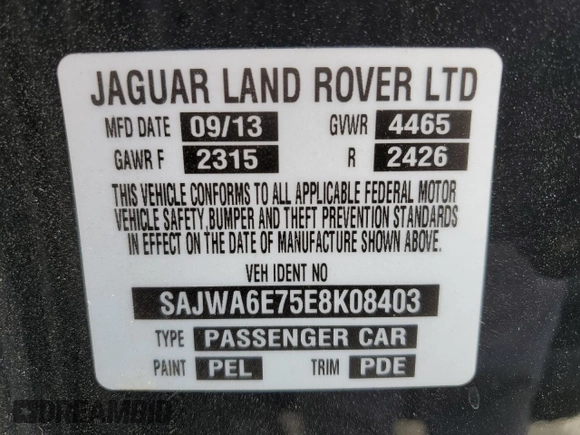 JAGUAR LAND ROVER LTD
MFD DATE 09/13 GVWR 4465
GAWR F 2315 R 2426
THIS VEHICLE CONFORMS TO ALL APPLICABLE FEDERAL MOTOR
VEHICLE SAFETY,BUMPER AND THEFT PREVENTION STANDARDS
IN EFFECT ON THE DATE OF MANUFACTURE SHOWN ABOVE.
VEH IDENT NO
SAJWA6E75E8K08403
TYPE PASSENGER CAR
PAINT PEL TRIM PDE
DREAMBID